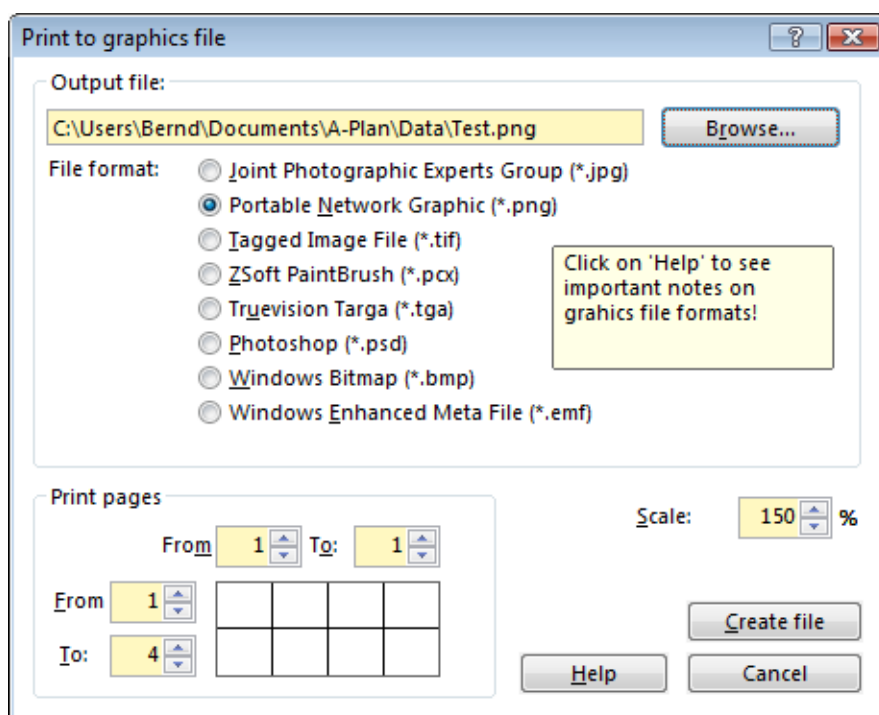 Print to graphics file
Output file:
C:\Users\Bernd\Documents\A-Plan\Data\Test.png
Browse...
File format:
Joint Photographic Experts Group (*.jpg)
Portable Network Graphic (*.png)
Tagged Image File (*.tif)
ZSoft PaintBrush (*.pcx)
Truevision Targa (*.tga)
Photoshop (*.psd)
Windows Bitmap (*.bmp)
Windows Enhanced Meta File (*.emf)
Click on 'Help' to see
important notes on
grahics file formats!
Print pages
From 1 To: 1
From 1
To: 4
Scale: 150 %
Create file
Help
Cancel